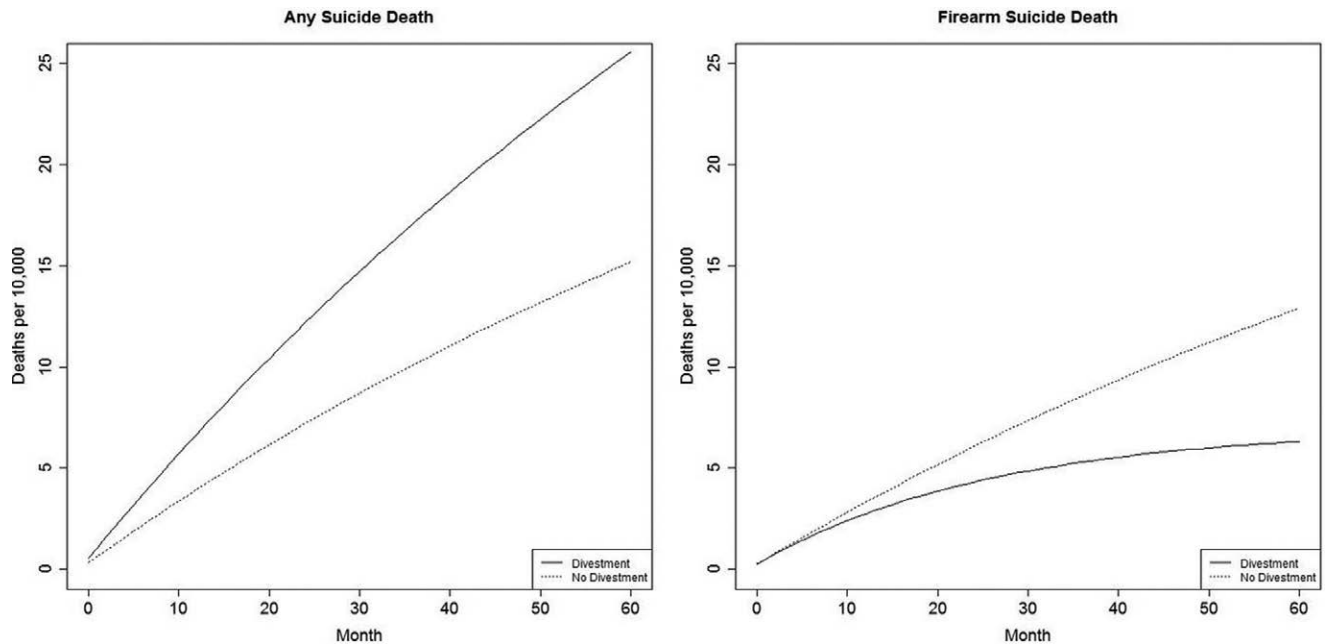 Any Suicide Death
Deaths per 10,000
25
20
15
10
5
0
0 10 20 30 40 50 60
Month
Divestment
No Divestment
Firearm Suicide Death
Deaths per 10,000
25
20
15
10
5
0
0 10 20 30 40 50 60
Month
Divestment
No Divestment